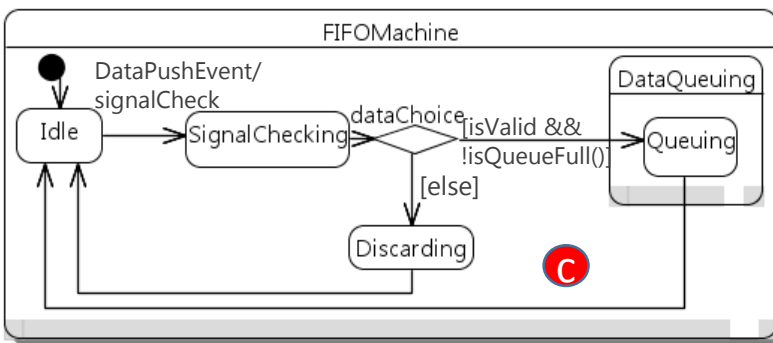 FIFOMachine
DataPushEvent/
signalCheck
Idle
SignalChecking
dataChoice
[isValid &&
!isQueueFull()]
[else]
Discarding
DataQueuing
Queuing
C